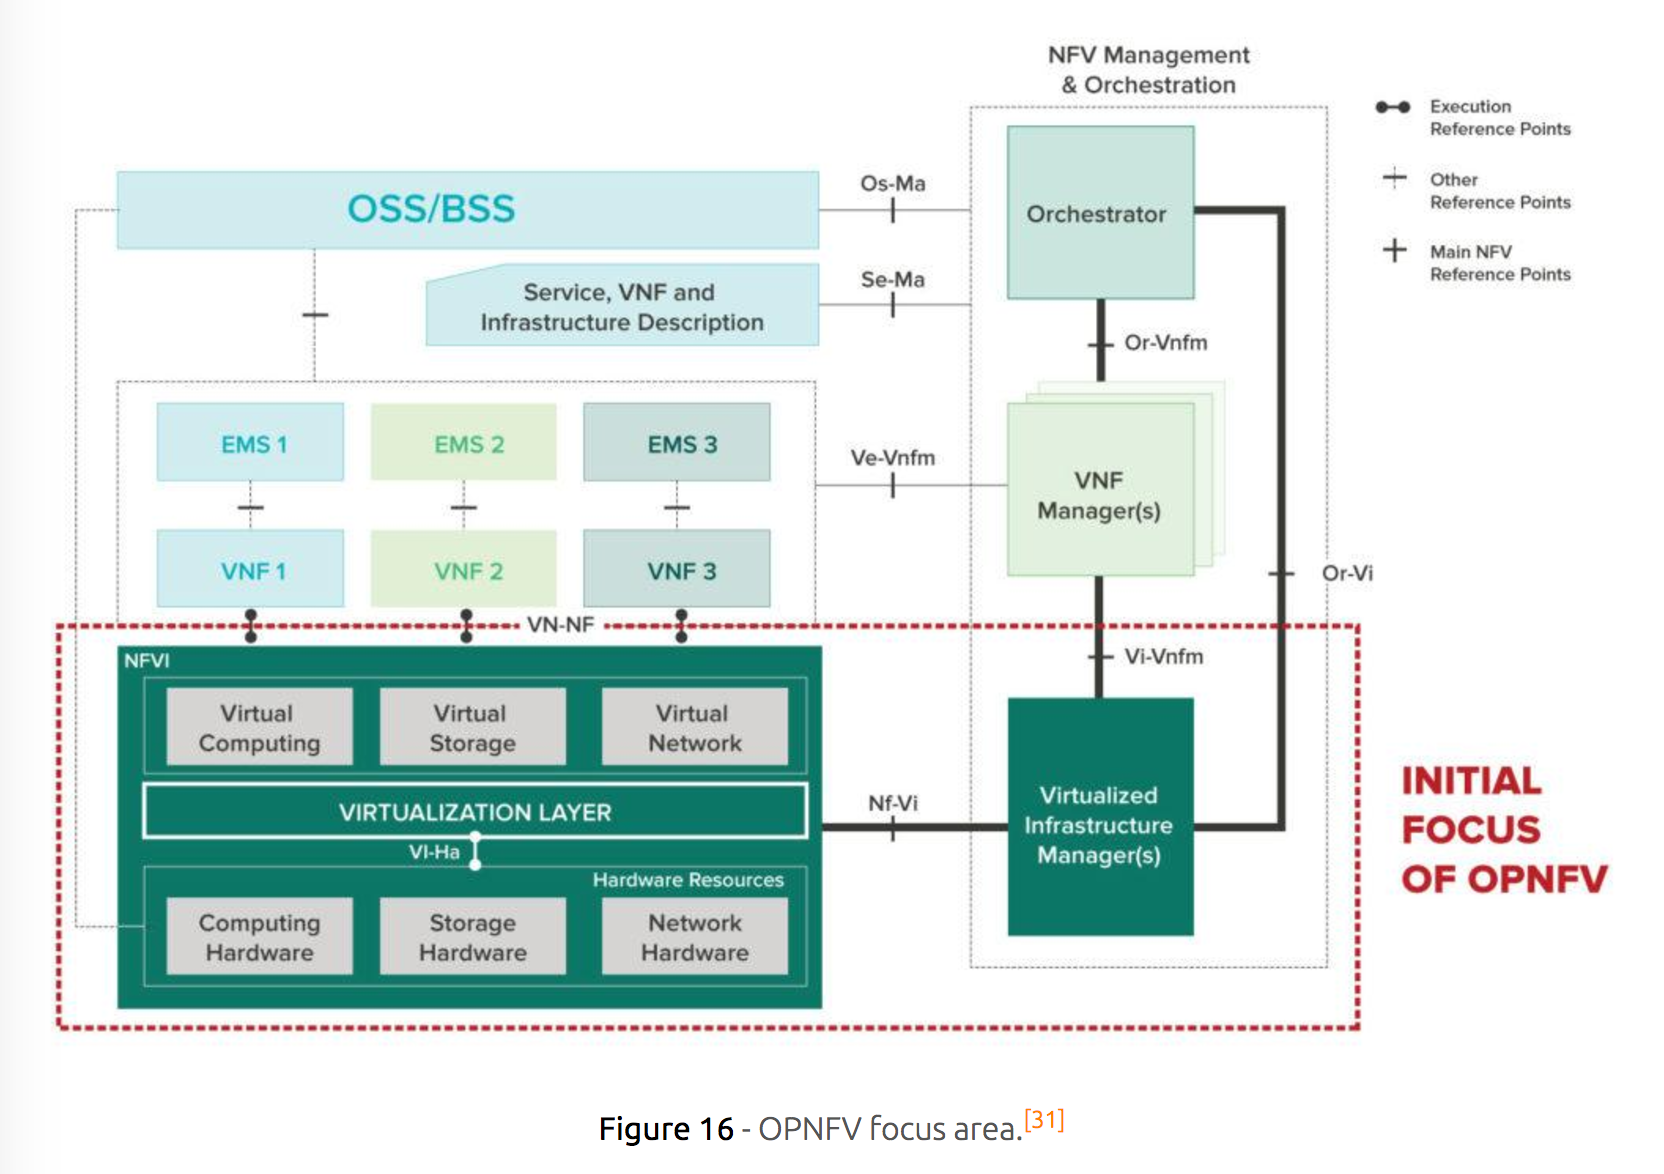 NFV Management
& Orchestration
Execution
Reference Points
Other
Reference Points
Main NFV
Reference Points
OSS/BSS
Os-Ma
Orchestrator
Service, VNF and
Infrastructure Description
Se-Ma
Or-Vnfm
EMS 1
EMS 2
EMS 3
Ve-Vnfm
VNF
Manager(s)
VNF 1
VNF 2
VNF 3
Or-Vi
VN-NF
NFVI
Vi-Vnfm
Virtual
Computing
Virtual
Storage
Virtual
Network
VIRTUALIZATION LAYER
Nf-Vi
Virtualized
Infrastructure
Manager(s)
VI-Ha
Hardware Resources
Computing
Hardware
Storage
Hardware
Network
Hardware
INITIAL
FOCUS
OF OPNFV
Figure 16 - OPNFV focus area.[31]